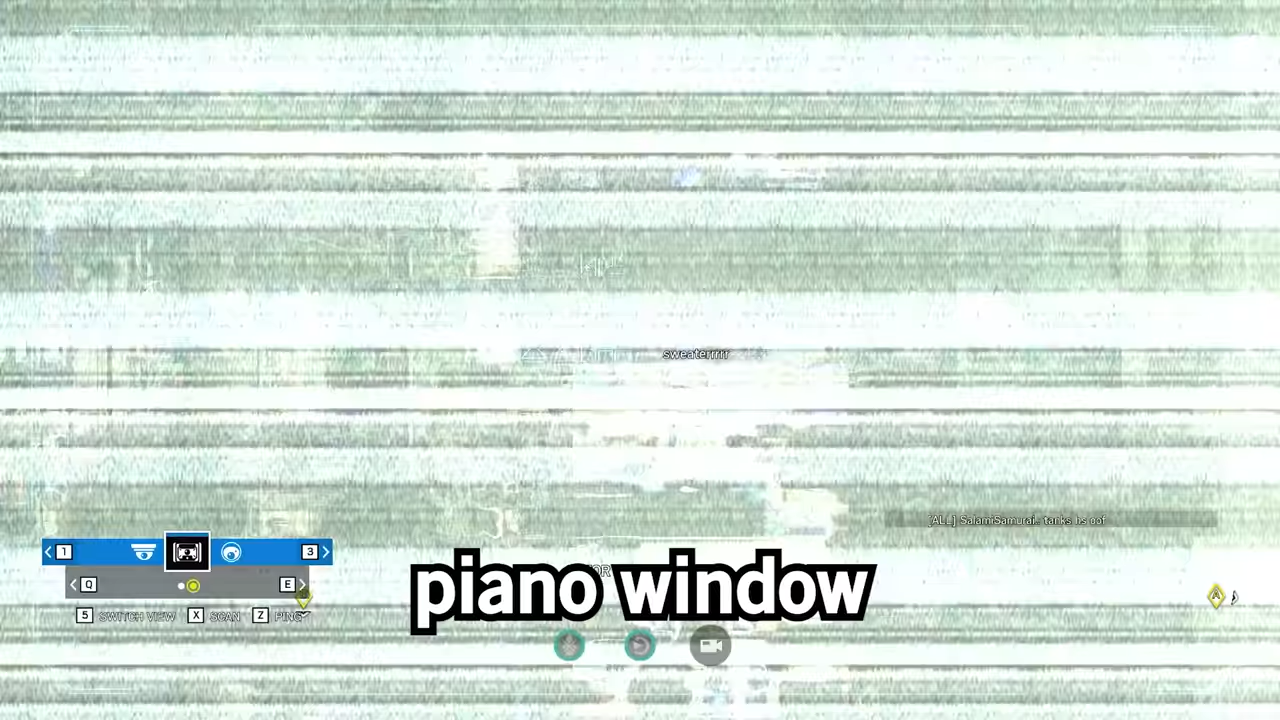 sweaterrrrr
[ALL] SalamiSamurai.: tanks hs oof
1 3
Q E
5 SWITCH VIEW X SCAN Z PING
piano window
A